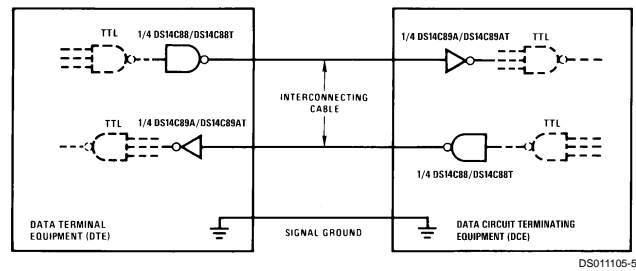 TTL
1/4 DS14C88/DS14C88T
1/4 DS14C89A/DS14C89AT
TTL
INTERCONNECTING
CABLE
TTL
1/4 DS14C89A/DS14C89AT
TTL
1/4 DS14C88/DS14C88T
DATA TERMINAL
EQUIPMENT (DTE)
SIGNAL GROUND
DATA CIRCUIT TERMINATING
EQUIPMENT (DCE)
DS011105-5